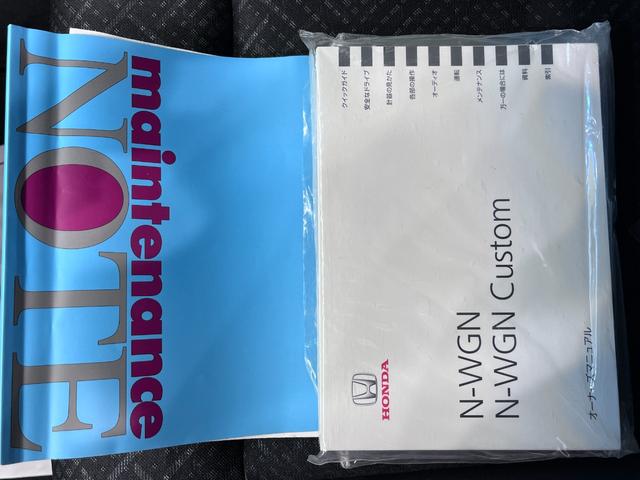 maintenance
NOTE
クイックガイド
安全なドライブ
計器の見かた
各部の操作
オーディオ
運転
メンテナンス
万一の場合には
資料
索引
N-WGN
N-WGN Custom
HONDA
オーナーズマニュアル